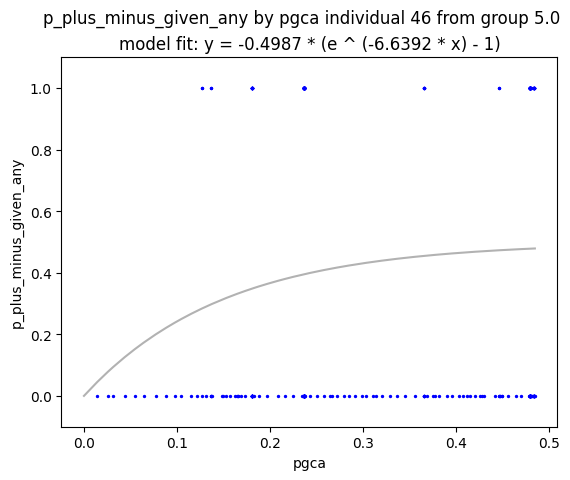 p_plus_minus_given_any by pgca individual 46 from group 5.0
model fit: y = -0.4987 * (e ^ (-6.6392 * x) - 1)
1.0
0.8
0.6
0.4
0.2
0.0
p_plus_minus_given_any
0.0 0.1 0.2 0.3 0.4 0.5
pgca